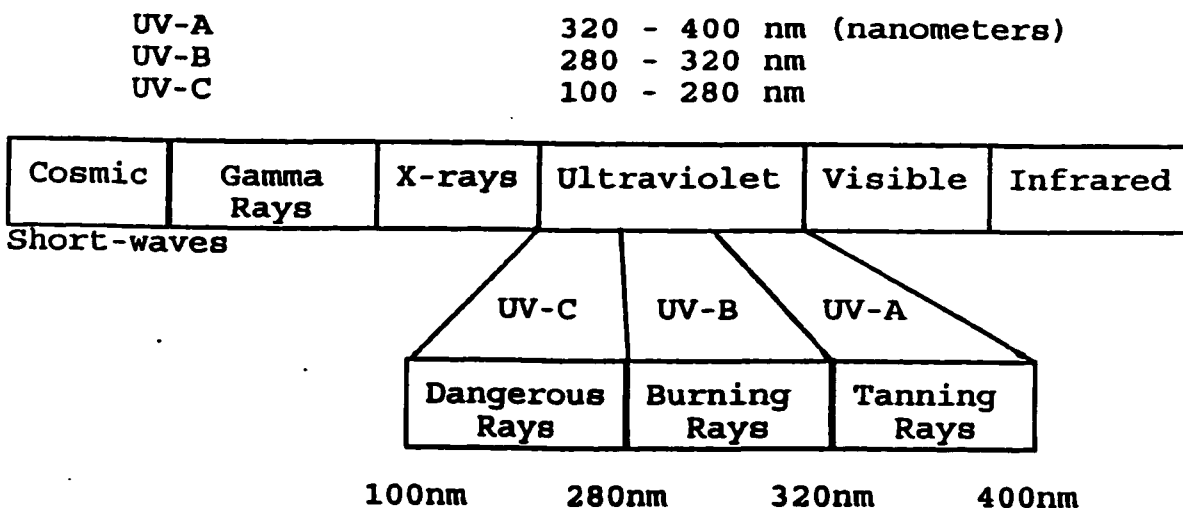 UV-A 320 - 400 nm (nanometers)
UV-B 280 - 320 nm
UV-C 100 - 280 nm
Cosmic Gamma Rays X-rays Ultraviolet Visible Infrared
Short-waves
UV-C UV-B UV-A
Dangerous Rays Burning Rays Tanning Rays
100nm 280nm 320nm 400nm